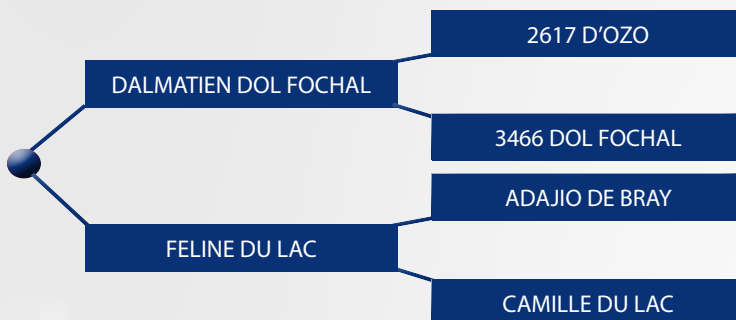 2617 D'OZO
DALMATIEN DOL FOCHAL
3466 DOL FOCHAL
ADAJIO DE BRAY
FELINE DU LAC
CAMILLE DU LAC